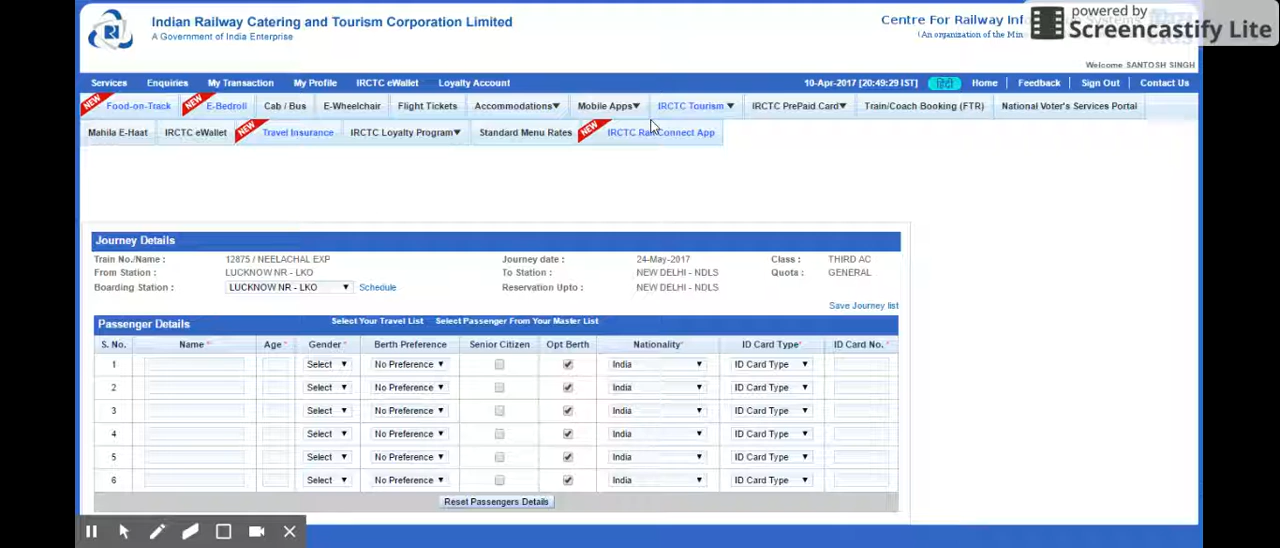 Indian Railway Catering and Tourism Corporation Limited
A Government of India Enterprise
Centre For Railway
(An organization of the
powered by
Screencastify Lite
Welcome SANTOSH SINGH
Services Enquiries My Transaction My Profile IRCTC eWallet Loyalty Account 10-Apr-2017 [20:49:29 IST] हिंदी Home Feedback Sign Out Contact Us
NEW Food-on-Track NEW E-Bedroll Cab / Bus E-Wheelchair Flight Tickets Accommodations Mobile Apps IRCTC Tourism IRCTC PrePaid Card Train/Coach Booking (FTR) National Voter's Services Portal
Mahila E-Haat IRCTC eWallet NEW Travel Insurance IRCTC Loyalty Program Standard Menu Rates NEW IRCTC Rail Connect App
Journey Details
Train No./Name : 12875 / NEELACHAL EXP Journey date : 24-May-2017 Class : THIRD AC
From Station : LUCKNOW NR - LKO To Station : NEW DELHI - NDLS Quota : GENERAL
Boarding Station : LUCKNOW NR - LKO Schedule Reservation Upto : NEW DELHI - NDLS
Save Journey list
Passenger Details Select Your Travel List Select Passenger From Your Master List
S. No. Name * Age * Gender * Berth Preference Senior Citizen Opt Berth Nationality * ID Card Type * ID Card No. *
1 Select No Preference India ID Card Type
2 Select No Preference India ID Card Type
3 Select No Preference India ID Card Type
4 Select No Preference India ID Card Type
5 Select No Preference India ID Card Type
6 Select No Preference India ID Card Type
Reset Passengers Details